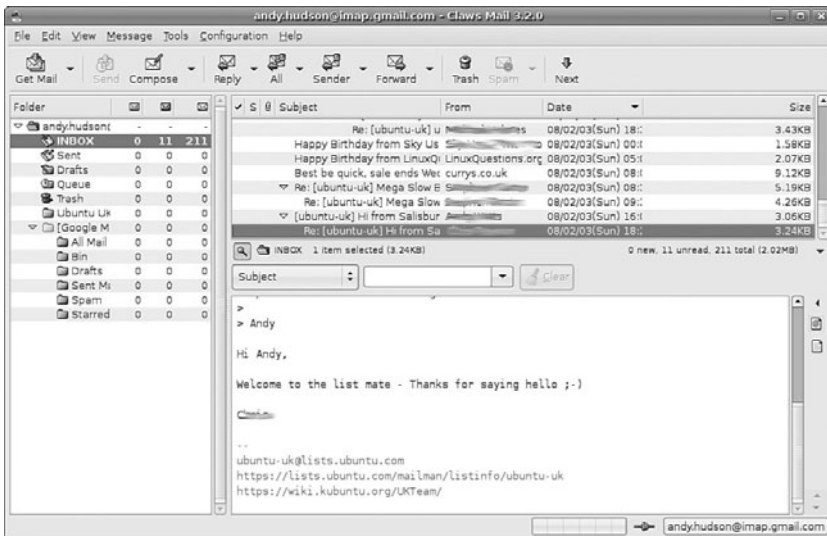 andy.hudson@imap.gmail.com - Claws Mail 3.2.0
File Edit View Message Tools Configuration Help
Get Mail Send Compose Reply All Sender Forward Trash Spam Next
Folder
andy.hudson(
INBOX 0 11 211
Sent 0 0 0
Drafts 0 0 0
Queue 0 0 0
Trash 0 0 0
Ubuntu Uk 0 0 0
[Google M 0 0 0
All Mail 0 0 0
Bin 0 0 0
Drafts 0 0 0
Sent Ma 0 0 0
Spam 0 0 0
Starred 0 0 0
S Subject From Date Size
Re: [ubuntu-uk] u 08/02/03(Sun) 18: 3.43KB
Happy Birthday from Sky Us 08/02/03(Sun) 00: 1.58KB
Happy Birthday from LinuxQ LinuxQuestions.org 08/02/03(Sun) 05: 2.07KB
Best be quick, sale ends Wed currys.co.uk 08/02/03(Sun) 08: 9.12KB
Re: [ubuntu-uk] Mega Slow B 08/02/03(Sun) 08: 5.19KB
Re: [ubuntu-uk] Mega Slow 08/02/03(Sun) 09: 4.26KB
[ubuntu-uk] Hi from Salisbur 08/02/03(Sun) 16: 3.06KB
Re: [ubuntu-uk] Hi from Sa 08/02/03(Sun) 18: 3.24KB
INBOX 1 item selected (3.24KB) 0 new, 11 unread, 211 total (2.02MB)
Subject Clear
>
> Andy
Hi Andy,
Welcome to the list mate - Thanks for saying hello ;-)
--
ubuntu-uk@lists.ubuntu.com
https://lists.ubuntu.com/mailman/listinfo/ubuntu-uk
https://wiki.kubuntu.org/UKTeam/
andy.hudson@imap.gmail.com